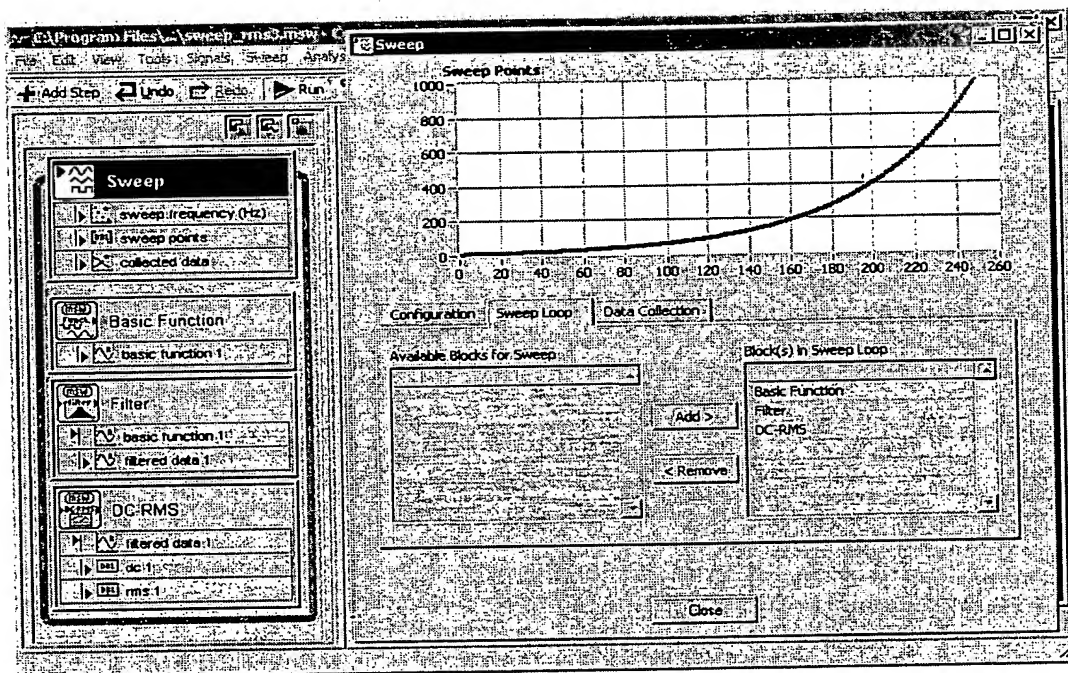 C:\Program Files\...\sweep_rms3.msw
File Edit View Tools Signals Sweep Analys
Add Step Undo Redo Run
Sweep
sweep frequency (Hz)
sweep points
collected data
Basic Function
basic function 1
Filter
basic function 1
filtered data 1
DC-RMS
filtered data 1
dc 1
rms 1
Sweep
Sweep Points
1000
800
600
400
200
0
0 20 40 60 80 100 120 140 160 180 200 220 240 260
Configuration Sweep Loop Data Collection
Available Blocks for Sweep
Block(s) in Sweep Loop
Basic Function
Filter
DC-RMS
Add >
< Remove
Close